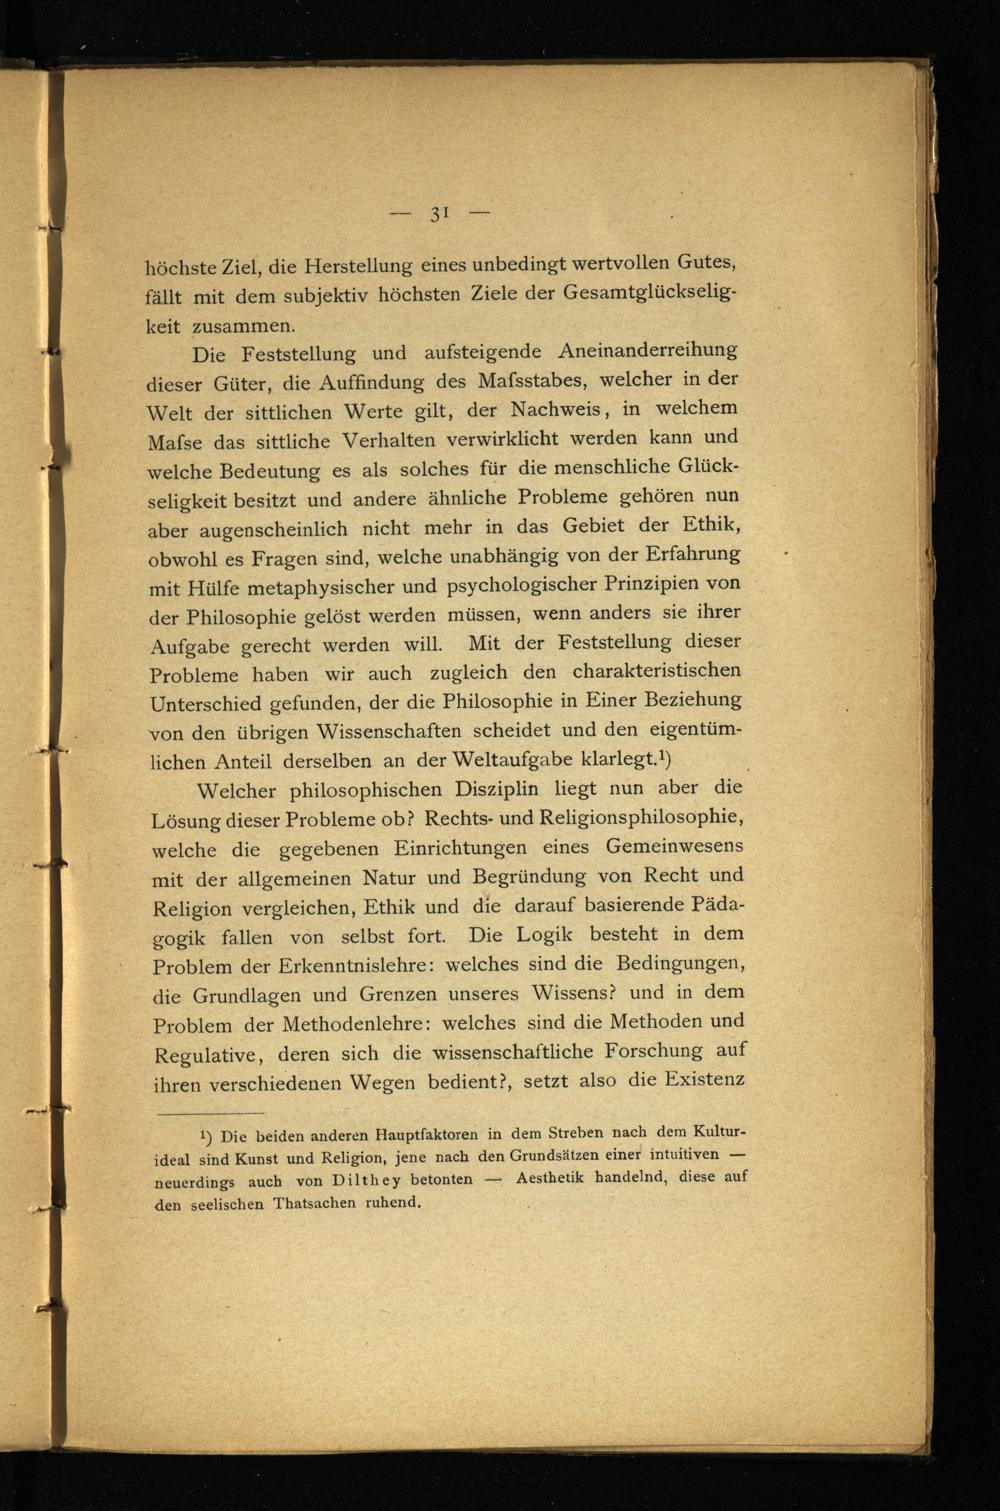 — 31 —
höchste Ziel, die Herstellung eines unbedingt wertvollen Gutes,
fällt mit dem subjektiv höchsten Ziele der Gesamtglückselig-
keit zusammen.
Die Feststellung und aufsteigende Aneinanderreihung
dieser Güter, die Auffindung des Mafsstabes, welcher in der
Welt der sittlichen Werte gilt, der Nachweis, in welchem
Mafse das sittliche Verhalten verwirklicht werden kann und
welche Bedeutung es als solches für die menschliche Glück-
seligkeit besitzt und andere ähnliche Probleme gehören nun
aber augenscheinlich nicht mehr in das Gebiet der Ethik,
obwohl es Fragen sind, welche unabhängig von der Erfahrung
mit Hülfe metaphysischer und psychologischer Prinzipien von
der Philosophie gelöst werden müssen, wenn anders sie ihrer
Aufgabe gerecht werden will. Mit der Feststellung dieser
Probleme haben wir auch zugleich den charakteristischen
Unterschied gefunden, der die Philosophie in Einer Beziehung
von den übrigen Wissenschaften scheidet und den eigentüm-
lichen Anteil derselben an der Weltaufgabe klarlegt.¹)
Welcher philosophischen Disziplin liegt nun aber die
Lösung dieser Probleme ob? Rechts- und Religionsphilosophie,
welche die gegebenen Einrichtungen eines Gemeinwesens
mit der allgemeinen Natur und Begründung von Recht und
Religion vergleichen, Ethik und die darauf basierende Päda-
gogik fallen von selbst fort. Die Logik besteht in dem
Problem der Erkenntnislehre: welches sind die Bedingungen,
die Grundlagen und Grenzen unseres Wissens? und in dem
Problem der Methodenlehre: welches sind die Methoden und
Regulative, deren sich die wissenschaftliche Forschung auf
ihren verschiedenen Wegen bedient?, setzt also die Existenz
¹) Die beiden anderen Hauptfaktoren in dem Streben nach dem Kultur-
ideal sind Kunst und Religion, jene nach den Grundsätzen einer intuitiven —
neuerdings auch von Dilthey betonten — Aesthetik handelnd, diese auf
den seelischen Thatsachen ruhend.